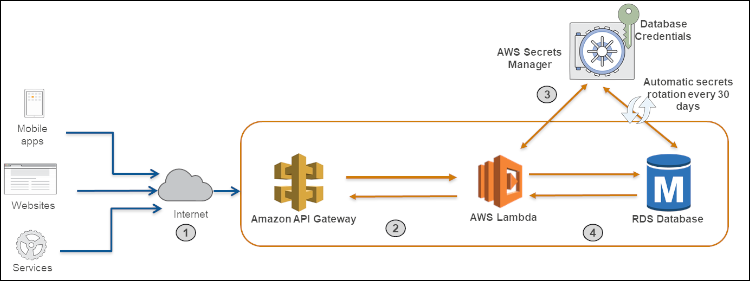 Database
Credentials
AWS Secrets
Manager
3
Automatic secrets
rotation every 30
days
Mobile
apps
Websites
Services
Internet
1
Amazon API Gateway
2
AWS Lambda
4
M
RDS Database